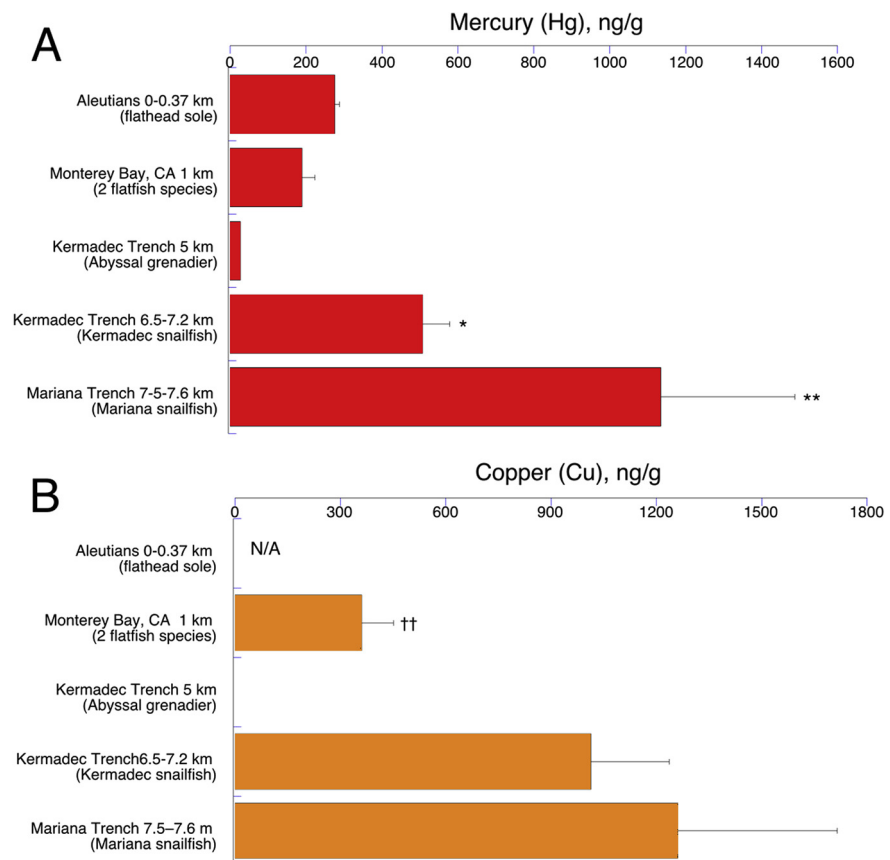 A
Mercury (Hg), ng/g
0 200 400 600 800 1000 1200 1400 1600
Aleutians 0-0.37 km
(flathead sole)
Monterey Bay, CA 1 km
(2 flatfish species)
Kermadec Trench 5 km
(Abyssal grenadier)
Kermadec Trench 6.5-7.2 km
(Kermadec snailfish)
*
Mariana Trench 7-5-7.6 km
(Mariana snailfish)
**
B
Copper (Cu), ng/g
0 300 600 900 1200 1500 1800
Aleutians 0-0.37 km
(flathead sole)
N/A
Monterey Bay, CA 1 km
(2 flatfish species)
††
Kermadec Trench 5 km
(Abyssal grenadier)
Kermadec Trench6.5-7.2 km
(Kermadec snailfish)
Mariana Trench 7.5–7.6 m
(Mariana snailfish)